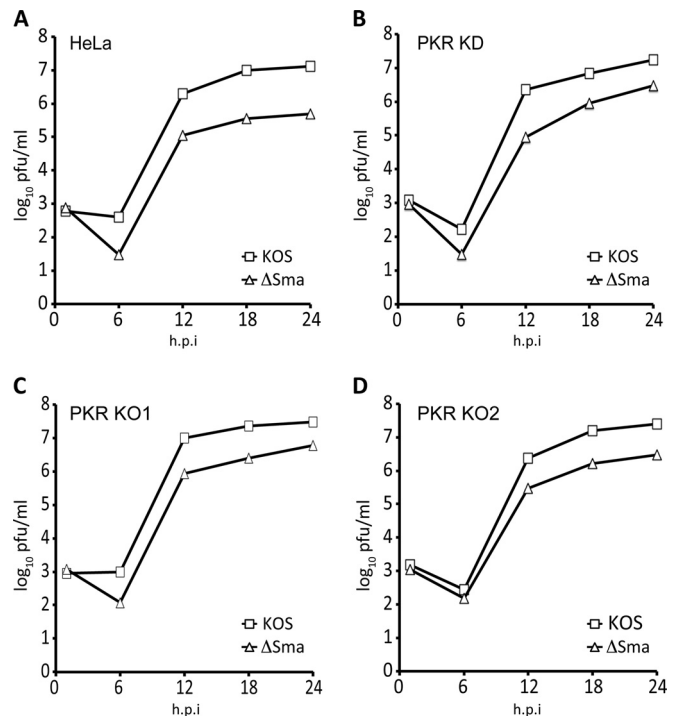 A
HeLa
8
7
6
5
4
3
2
1
0
log10 pfu/ml
KOS
ΔSma
0 6 12 18 24
h.p.i
B
PKR KD
8
7
6
5
4
3
2
1
0
log10 pfu/ml
KOS
ΔSma
0 6 12 18 24
h.p.i
C
PKR KO1
8
7
6
5
4
3
2
1
0
log10 pfu/ml
KOS
ΔSma
0 6 12 18 24
h.p.i
D
PKR KO2
8
7
6
5
4
3
2
1
0
log10 pfu/ml
KOS
ΔSma
0 6 12 18 24
h.p.i